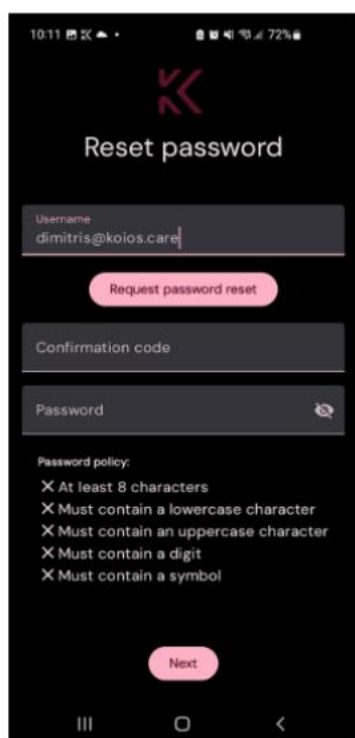 10:11 72%
Reset password
Username
dimitris@koios.care
Request password reset
Confirmation code
Password
Password policy:
At least 8 characters
Must contain a lowercase character
Must contain an uppercase character
Must contain a digit
Must contain a symbol
Next